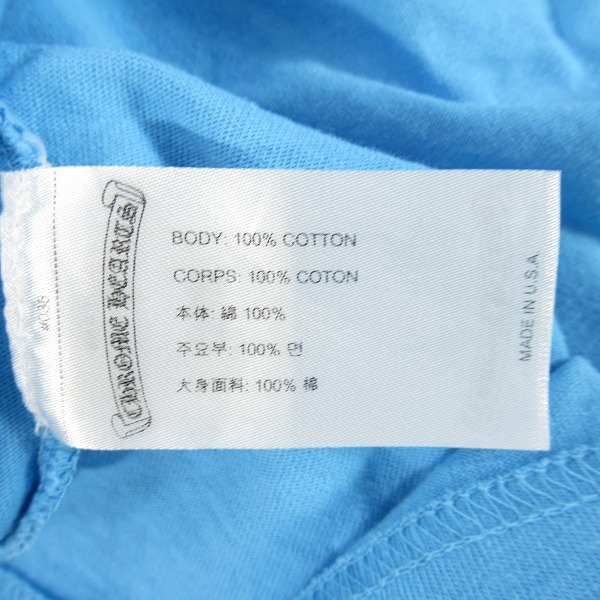 #036
CHROME HEARTS
BODY: 100% COTTON
CORPS: 100% COTON
本体: 綿 100%
주요부: 100% 면
大身面料: 100% 棉
MADE IN U.S.A